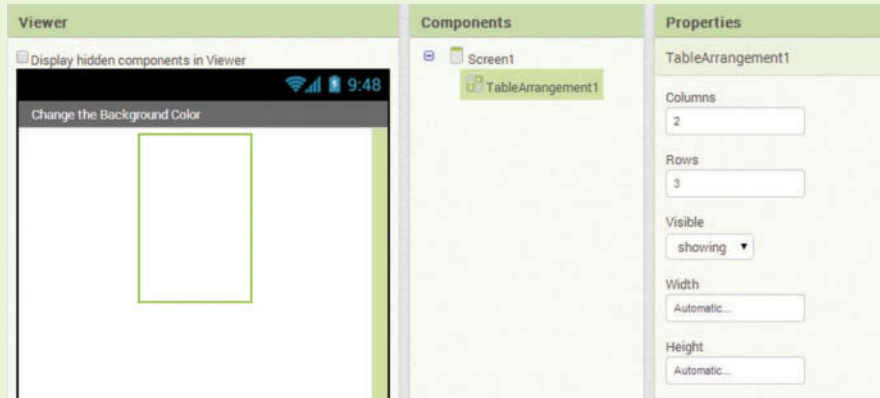 Viewer
Display hidden components in Viewer
9:48
Change the Background Color
Components
Screen1
TableArrangement1
Properties
TableArrangement1
Columns
2
Rows
3
Visible
showing
Width
Automatic...
Height
Automatic...